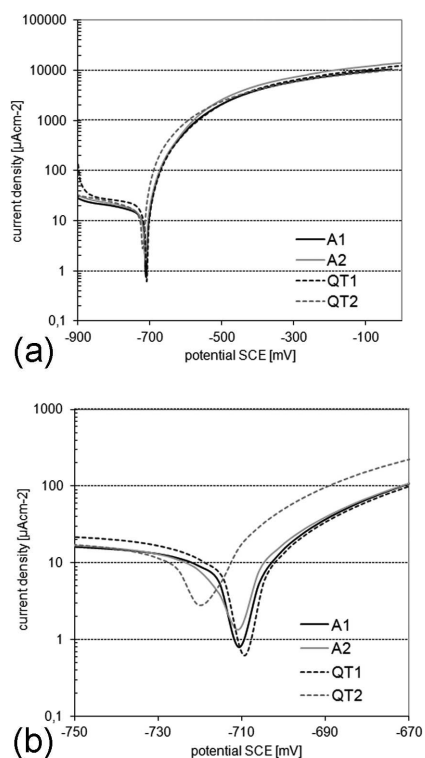 (a)
current density [µAcm-2]
100000
10000
1000
100
10
1
0,1
-900
-700
-500
-300
-100
potential SCE [mV]
A1
A2
QT1
QT2
(b)
current density [µAcm-2]
1000
100
10
1
0,1
-750
-730
-710
-690
-670
potential SCE [mV]
A1
A2
QT1
QT2